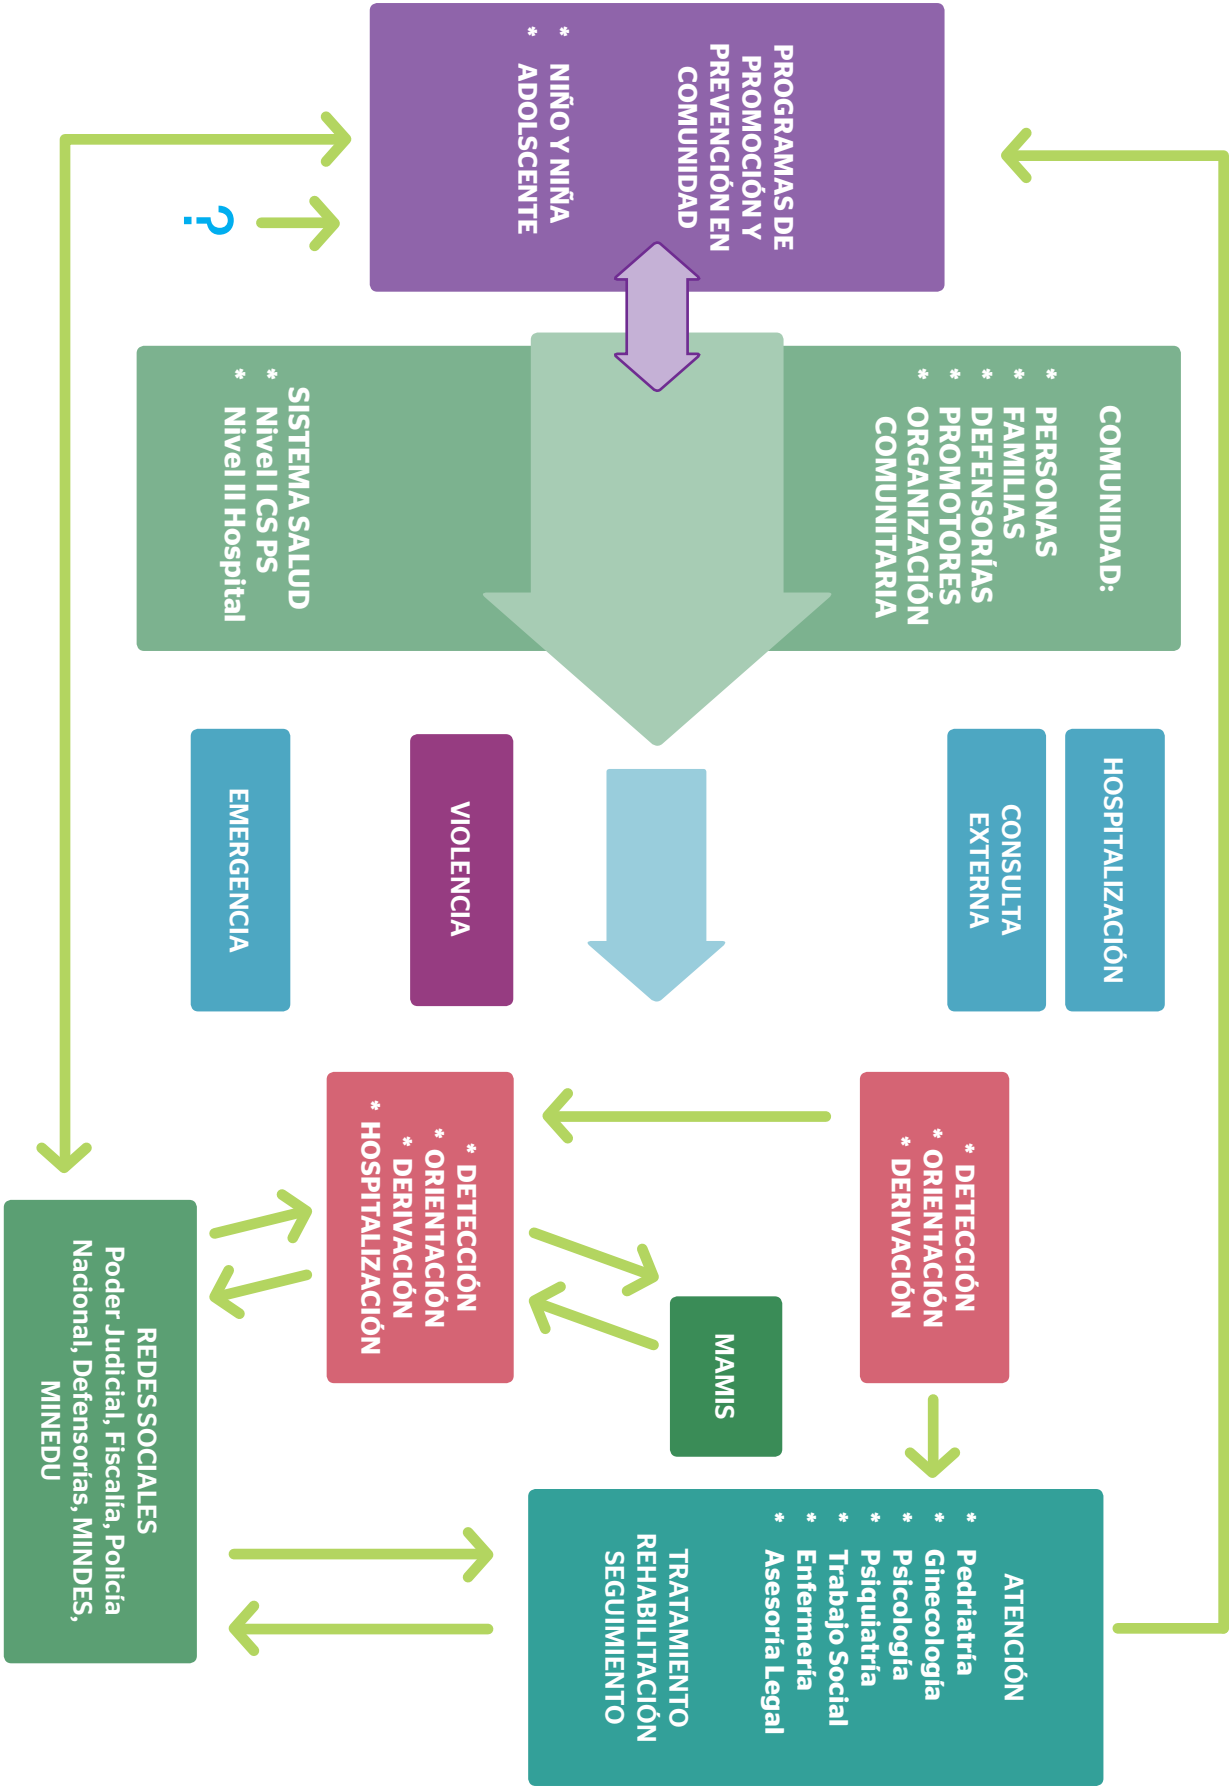 PROGRAMAS DE
PROMOCIÓN Y
PREVENCIÓN EN
COMUNIDAD
* NIÑO Y NIÑA
* ADOLSCENTE
?
COMUNIDAD:
* PERSONAS
* FAMILIAS
* DEFENSORÍAS
* PROMOTORES
* ORGANIZACIÓN
COMUNITARIA
SISTEMA SALUD
* Nivel I CS PS
* Nivel II Hospital
HOSPITALIZACIÓN
CONSULTA
EXTERNA
VIOLENCIA
EMERGENCIA
* DETECCIÓN
* ORIENTACIÓN
* DERIVACIÓN
MAMIS
* DETECCIÓN
* ORIENTACIÓN
* DERIVACIÓN
* HOSPITALIZACIÓN
ATENCIÓN
* Pedriatría
* Ginecología
* Psicología
* Psiquiatría
* Trabajo Social
* Enfermería
* Asesoría Legal
TRATAMIENTO
REHABILITACIÓN
SEGUIMIENTO
REDES SOCIALES
Poder Judicial, Fiscalía, Policía
Nacional, Defensorías, MINDES,
MINEDU